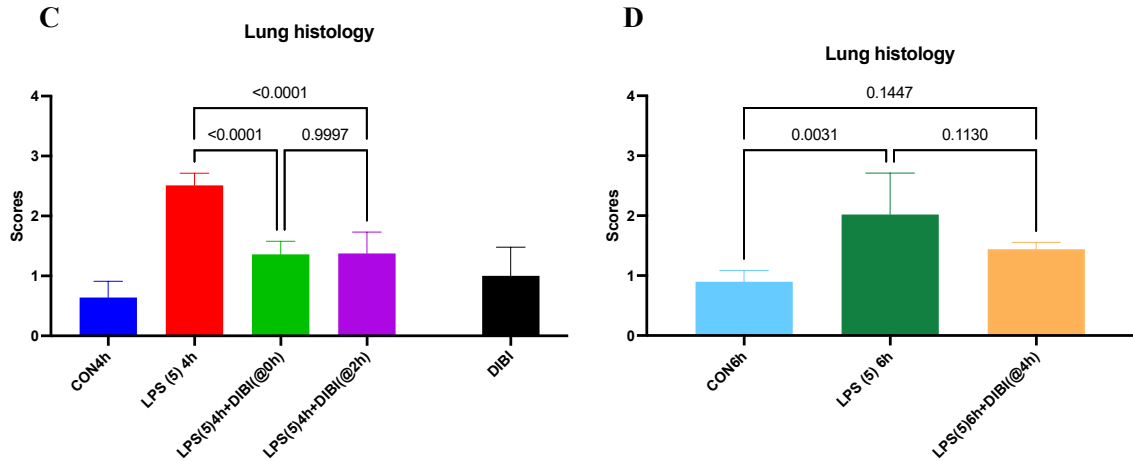 C
Lung histology
<0.0001
<0.0001
0.9997
4
3
2
1
0
Scores
CON4h
LPS (5) 4h
LPS(5)4h+DIBI(@0h)
LPS(5)4h+DIBI(@2h)
DIBI
D
Lung histology
0.1447
0.0031
0.1130
4
3
2
1
0
Scores
CON6h
LPS (5) 6h
LPS(5)6h+DIBI(@4h)